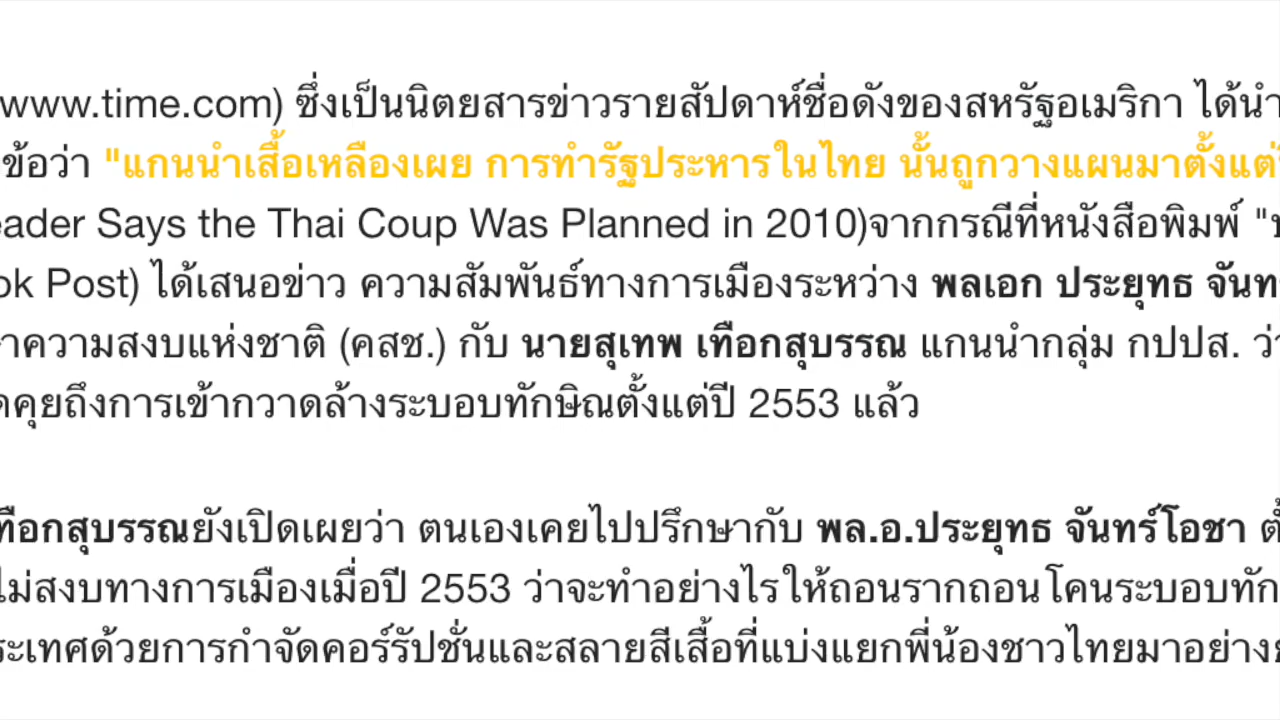 www.time.com) ซึ่งเป็นนิตยสารข่าวรายสัปดาห์ชื่อดังของสหรัฐอเมริกา ได้นำ
ข้อว่า "แกนนำเสื้อเหลืองเผย การทำรัฐประหารในไทย นั้นถูกวางแผนมาตั้งแต่
eader Says the Thai Coup Was Planned in 2010)จากกรณีที่หนังสือพิมพ์ "
ok Post) ได้เสนอข่าว ความสัมพันธ์ทางการเมืองระหว่าง พลเอก ประยุทธ จันท
าความสงบแห่งชาติ (คสช.) กับ นายสุเทพ เทือกสุบรรณ แกนนำกลุ่ม กปปส. ว่า
คุยถึงการเข้ากวาดล้างระบอบทักษิณตั้งแต่ปี 2553 แล้ว
ทือกสุบรรณยังเปิดเผยว่า ตนเองเคยไปปรึกษากับ พล.อ.ประยุทธ จันทร์โอชา ตั้
ไม่สงบทางการเมืองเมื่อปี 2553 ว่าจะทำอย่างไรให้ถอนรากถอนโคนระบอบทัก
ระเทศด้วยการกำจัดคอร์รัปชั่นและสลายสีเสื้อที่แบ่งแยกพี่น้องชาวไทยมาอย่าง